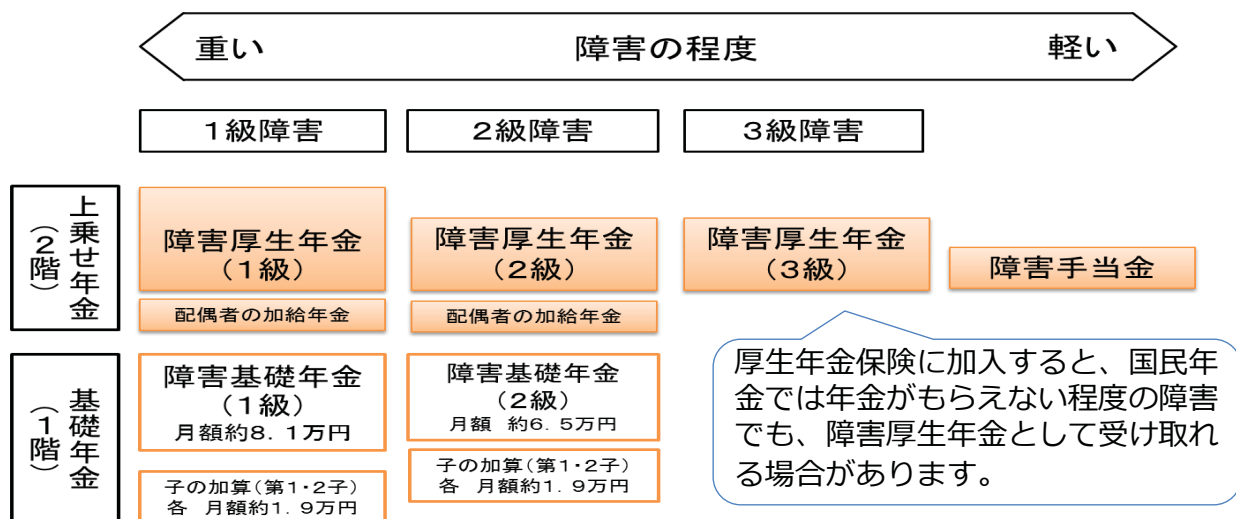 重い 障害の程度 軽い
1級障害 2級障害 3級障害
上乗せ年金
（2階）
障害厚生年金
（1級）
配偶者の加給年金
障害厚生年金
（2級）
配偶者の加給年金
障害厚生年金
（3級）
障害手当金
基礎年金
（1階）
障害基礎年金
（1級）
月額約8．1万円
子の加算（第1・2子）
各 月額約1．9万円
障害基礎年金
（2級）
月額 約6．5万円
子の加算（第1・2子）
各 月額約1．9万円
厚生年金保険に加入すると、国民年
金では年金がもらえない程度の障害
でも、障害厚生年金として受け取れ
る場合があります。